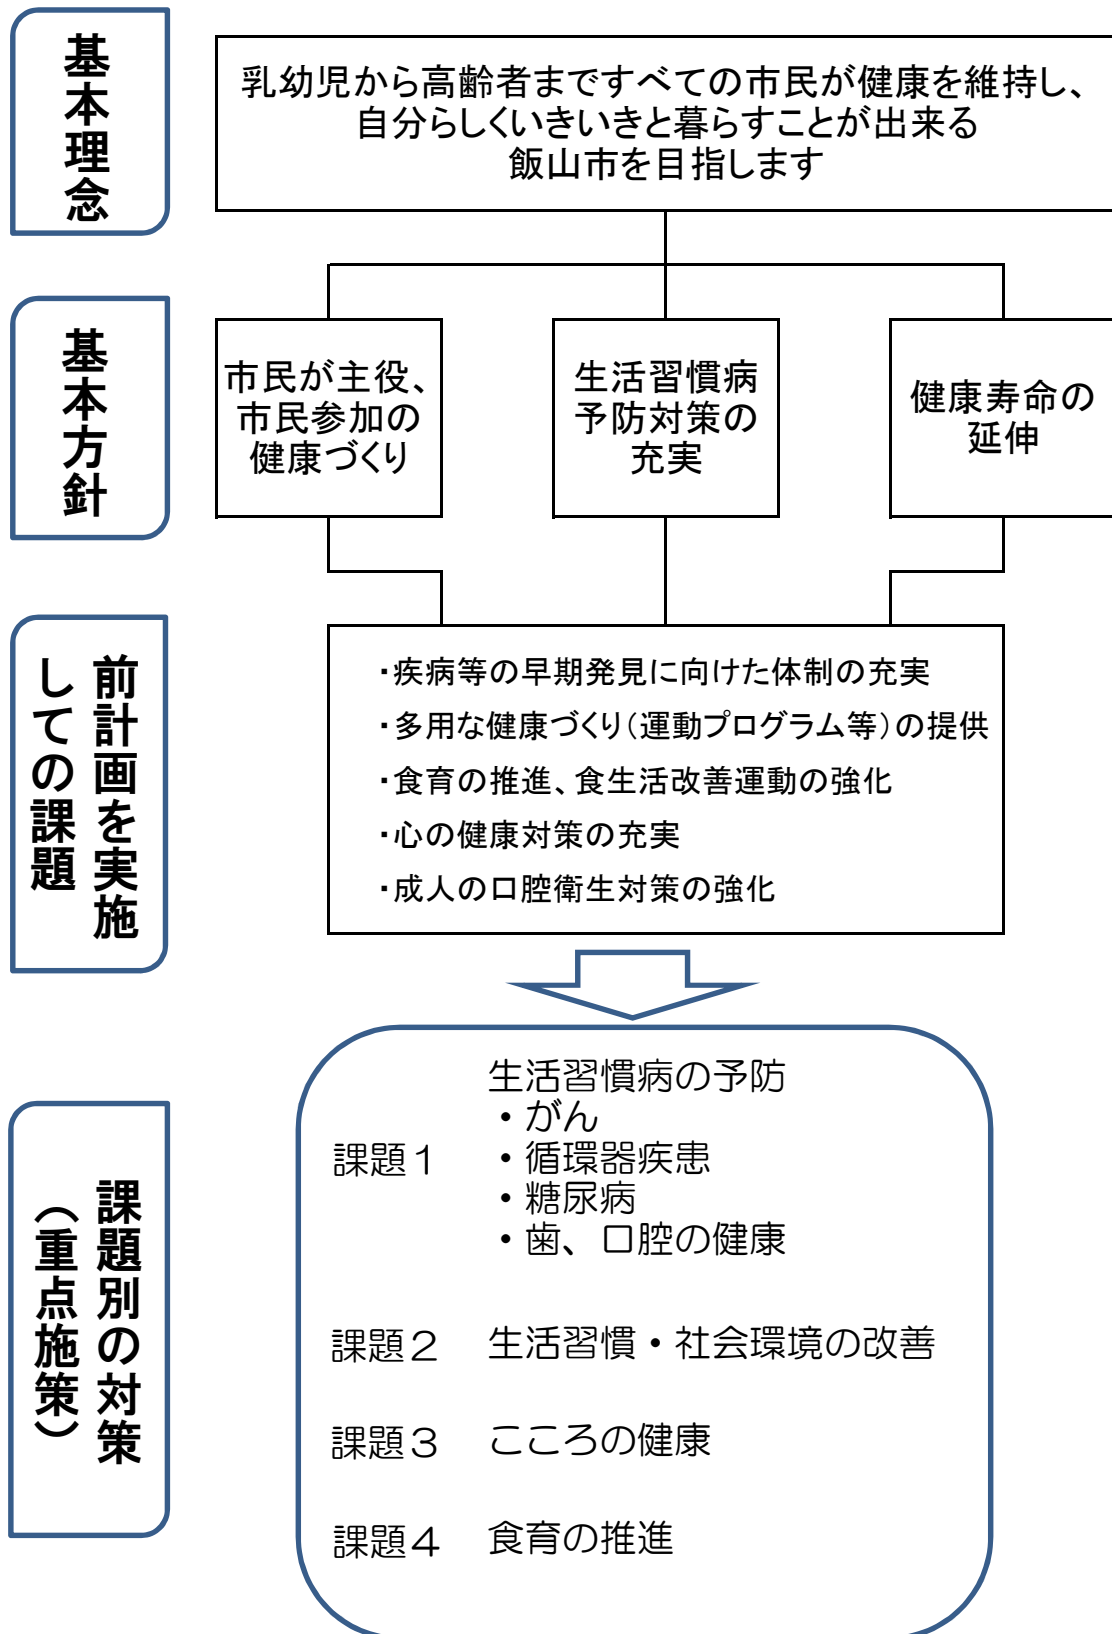 基本理念
乳幼児から高齢者まですべての市民が健康を維持し、
自分らしくいきいきと暮らすことが出来る
飯山市を目指します
基本方針
市民が主役、
市民参加の
健康づくり
生活習慣病
予防対策の
充実
健康寿命の
延伸
前計画を実施
しての課題
・疾病等の早期発見に向けた体制の充実
・多用な健康づくり（運動プログラム等）の提供
・食育の推進、食生活改善運動の強化
・心の健康対策の充実
・成人の口腔衛生対策の強化
課題別の対策
（重点施策）
課題１
生活習慣病の予防
・がん
・循環器疾患
・糖尿病
・歯、口腔の健康
課題２ 生活習慣・社会環境の改善
課題３ こころの健康
課題４ 食育の推進